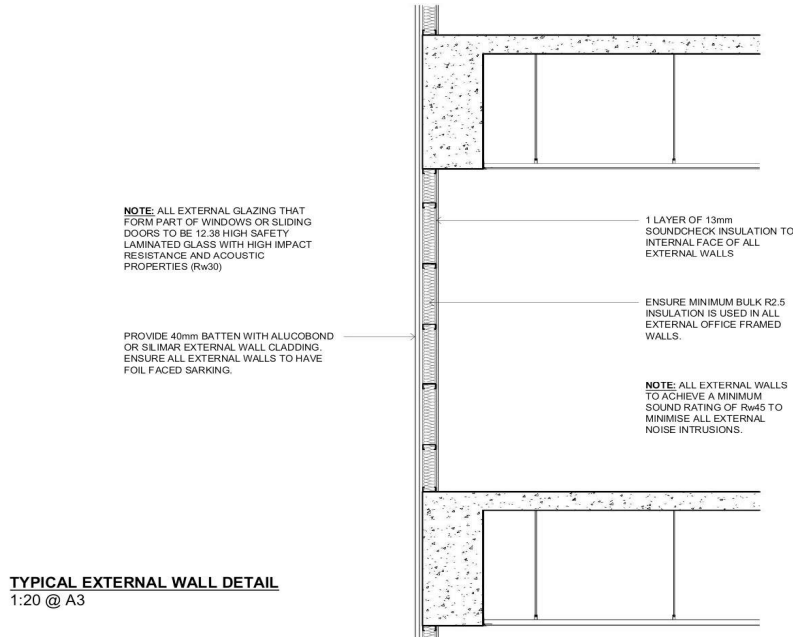 NOTE: ALL EXTERNAL GLAZING THAT
FORM PART OF WINDOWS OR SLIDING
DOORS TO BE 12.38 HIGH SAFETY
LAMINATED GLASS WITH HIGH IMPACT
RESISTANCE AND ACOUSTIC
PROPERTIES (Rw30)
PROVIDE 40mm BATTEN WITH ALUCOBOND
OR SILIMAR EXTERNAL WALL CLADDING.
ENSURE ALL EXTERNAL WALLS TO HAVE
FOIL FACED SARKING.
1 LAYER OF 13mm
SOUNDCHECK INSULATION TO
INTERNAL FACE OF ALL
EXTERNAL WALLS
ENSURE MINIMUM BULK R2.5
INSULATION IS USED IN ALL
EXTERNAL OFFICE FRAMED
WALLS.
NOTE: ALL EXTERNAL WALLS
TO ACHIEVE A MINIMUM
SOUND RATING OF Rw45 TO
MINIMISE ALL EXTERNAL
NOISE INTRUSIONS.
TYPICAL EXTERNAL WALL DETAIL
1:20 @ A3